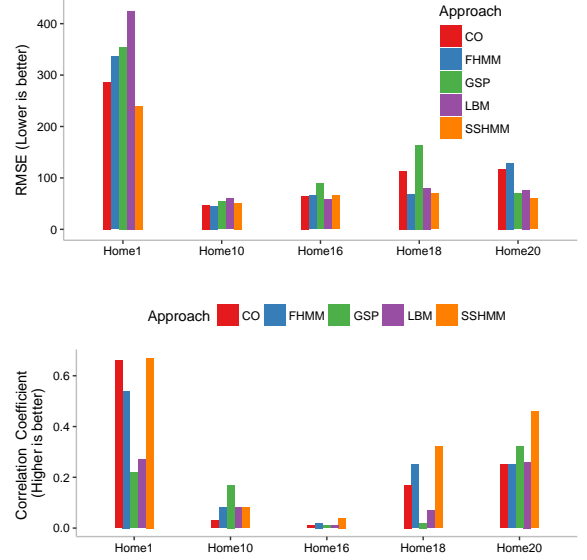 Approach
CO
FHMM
GSP
LBM
SSHMM
RMSE (Lower is better)
400
300
200
100
0
Home1 Home10 Home16 Home18 Home20
Approach CO FHMM GSP LBM SSHMM
Correlation Coefficient
(Higher is better)
0.6
0.4
0.2
0.0
Home1 Home10 Home16 Home18 Home20